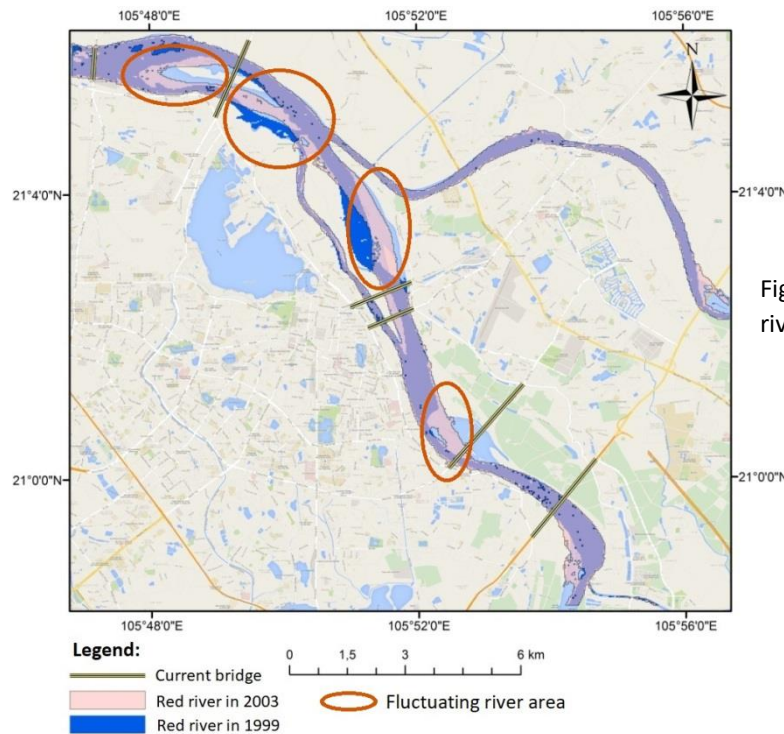 105°48'0"E 105°52'0"E 105°56'0"E
N
21°4'0"N 21°4'0"N
Fig
riv
21°0'0"N 21°0'0"N
105°48'0"E 105°52'0"E 105°56'0"E
Legend:
0 1,5 3 6 km
Current bridge
Red river in 2003
Fluctuating river area
Red river in 1999